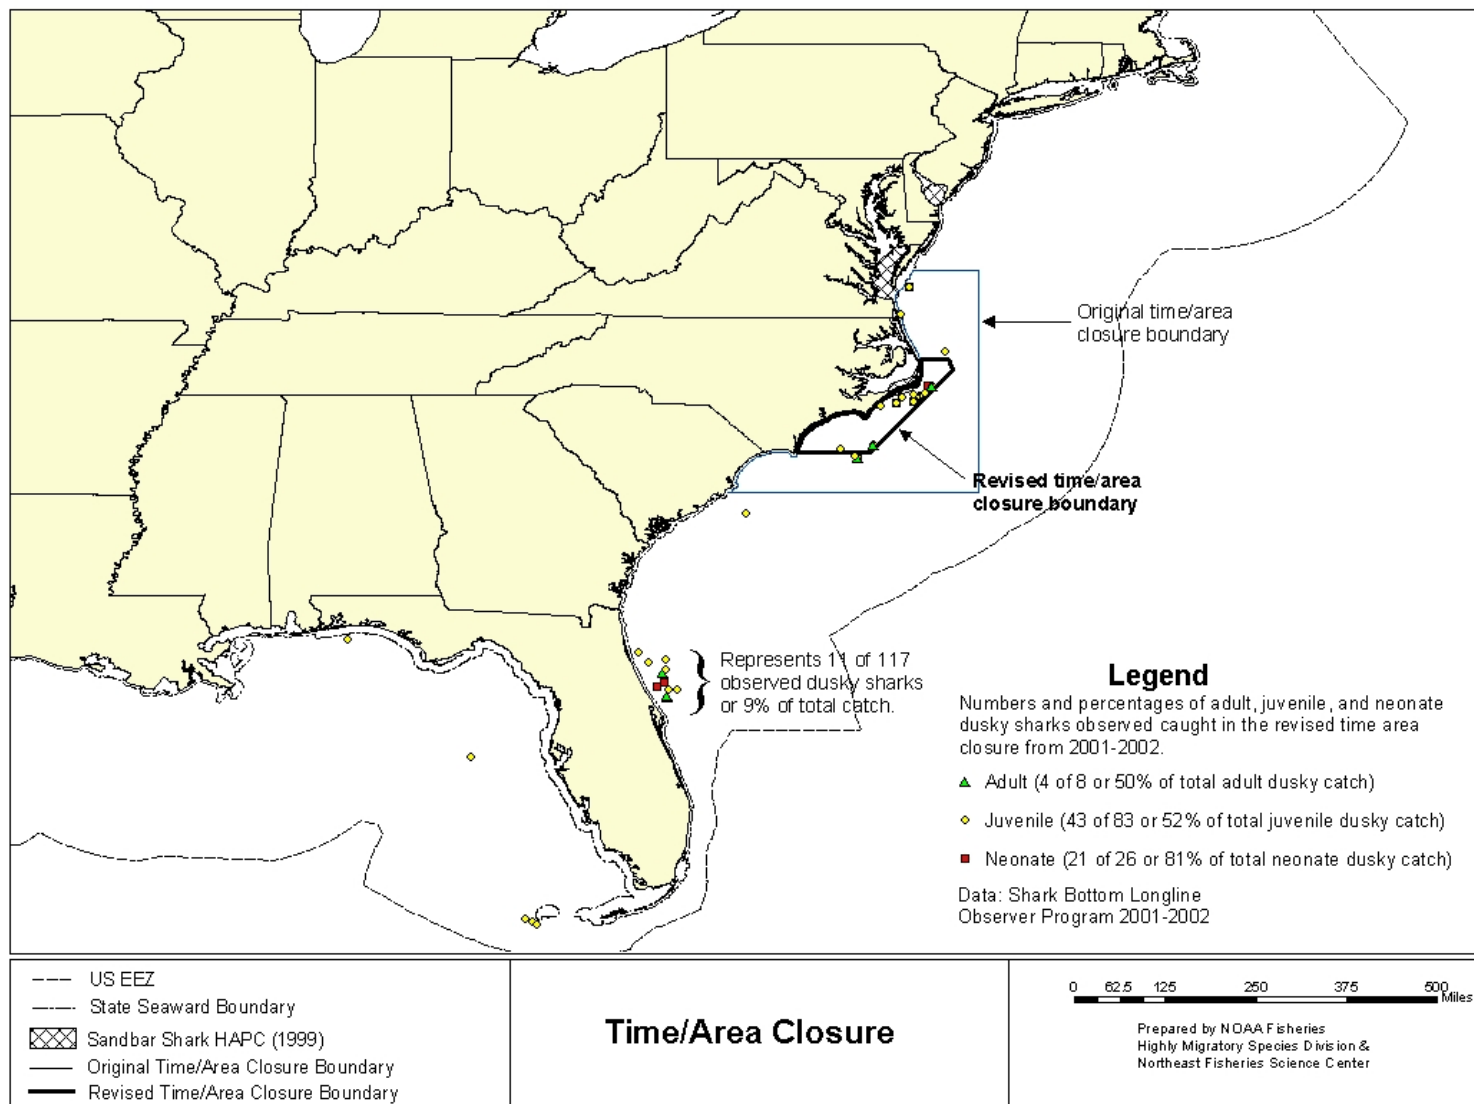 Original time/area
closure boundary
Revised time/area
closure boundary
Represents 11 of 117
observed dusky sharks
or 9% of total catch.
Legend
Numbers and percentages of adult, juvenile, and neonate
dusky sharks observed caught in the revised time area
closure from 2001-2002.
Adult (4 of 8 or 50% of total adult dusky catch)
Juvenile (43 of 83 or 52% of total juvenile dusky catch)
Neonate (21 of 26 or 81% of total neonate dusky catch)
Data: Shark Bottom Longline
Observer Program 2001-2002
US EEZ
State Seaward Boundary
Sandbar Shark HAPC (1999)
Original Time/Area Closure Boundary
Revised Time/Area Closure Boundary
Time/Area Closure
0 62.5 125 250 375 500
Miles
Prepared by NOAA Fisheries
Highly Migratory Species Division &
Northeast Fisheries Science Center